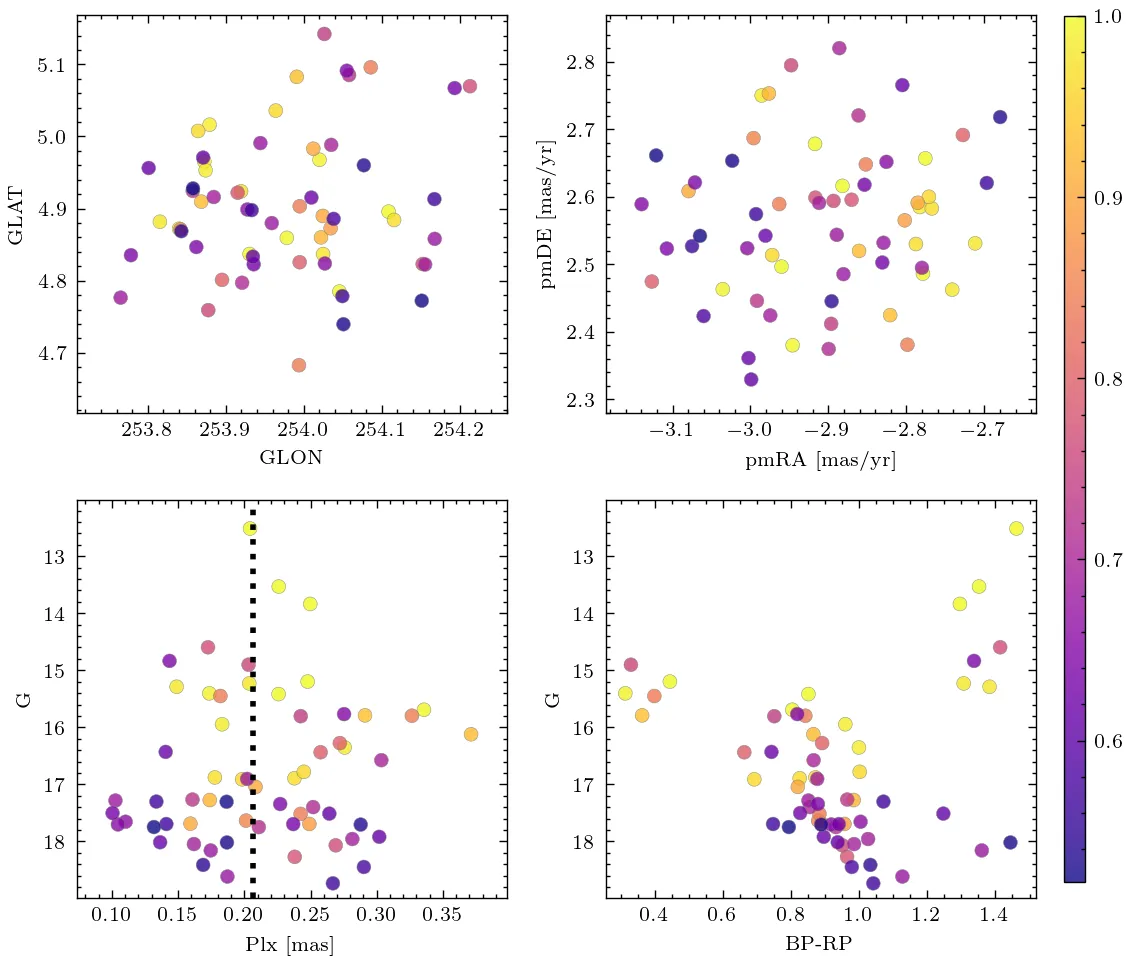 5.1
5.0
4.9
4.8
4.7
GLAT
253.8 253.9 254.0 254.1 254.2
GLON
2.8
2.7
2.6
2.5
2.4
2.3
pmDE [mas/yr]
−3.1 −3.0 −2.9 −2.8 −2.7
pmRA [mas/yr]
1.0
0.9
0.8
0.7
0.6
13
14
15
16
17
18
G
0.10 0.15 0.20 0.25 0.30 0.35
Plx [mas]
13
14
15
16
17
18
G
0.4 0.6 0.8 1.0 1.2 1.4
BP-RP